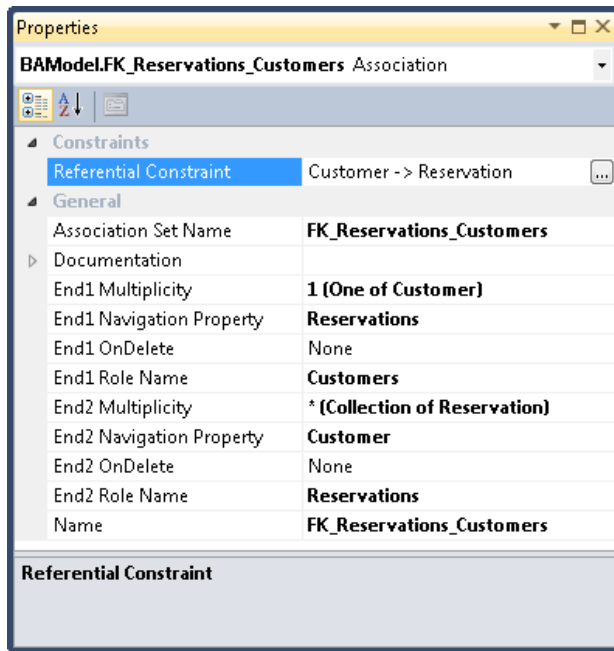 Properties
BAModel.FK_Reservations_Customers Association
Constraints
Referential Constraint Customer -> Reservation ...
General
Association Set Name FK_Reservations_Customers
Documentation
End1 Multiplicity 1 (One of Customer)
End1 Navigation Property Reservations
End1 OnDelete None
End1 Role Name Customers
End2 Multiplicity * (Collection of Reservation)
End2 Navigation Property Customer
End2 OnDelete None
End2 Role Name Reservations
Name FK_Reservations_Customers
Referential Constraint